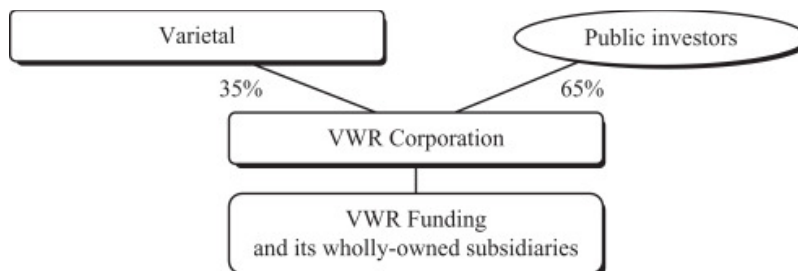 Varietal
Public investors
35%
65%
VWR Corporation
VWR Funding
and its wholly-owned subsidiaries